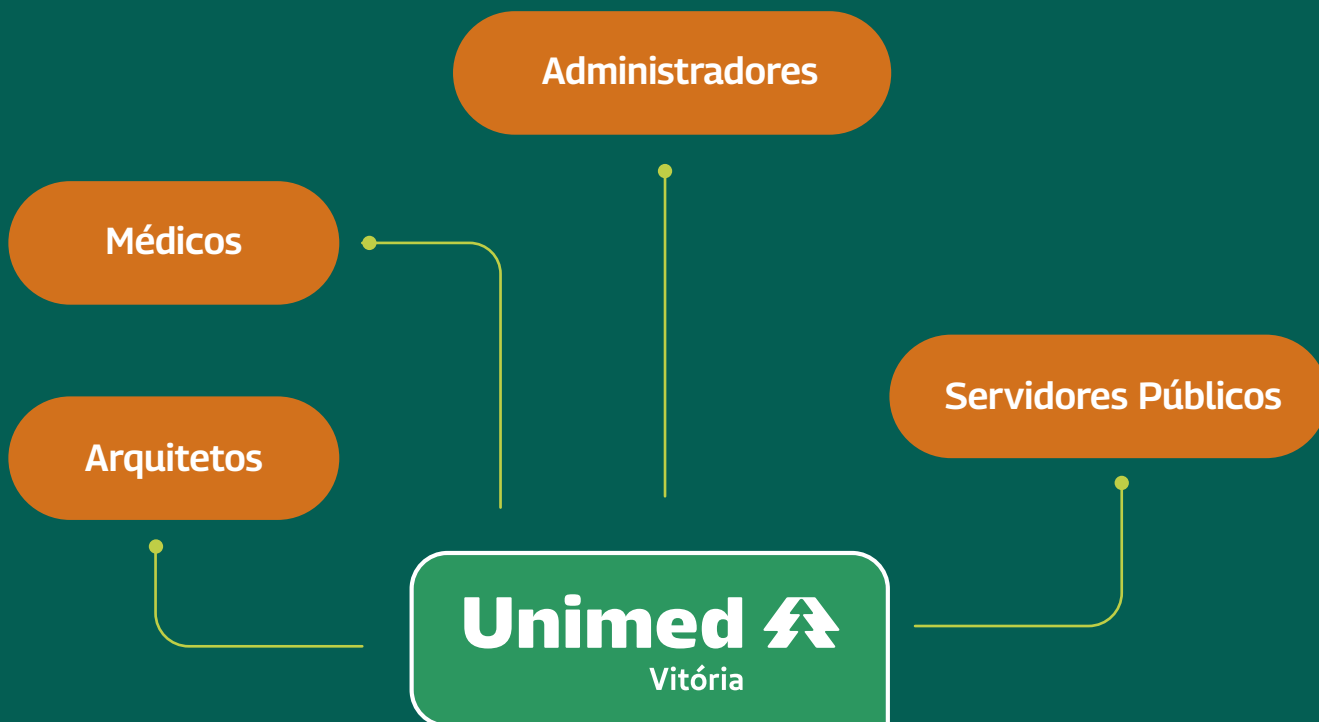 Administradores
Médicos
Servidores Públicos
Arquitetos
Unimed
Vitória